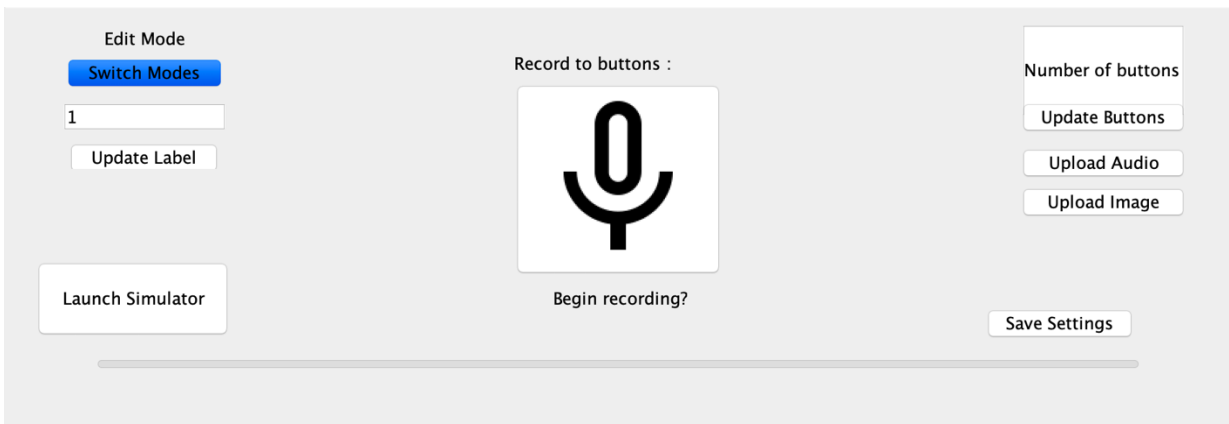 Edit Mode
Switch Modes
1
Update Label
Launch Simulator
Record to buttons :
Begin recording?
Number of buttons
Update Buttons
Upload Audio
Upload Image
Save Settings